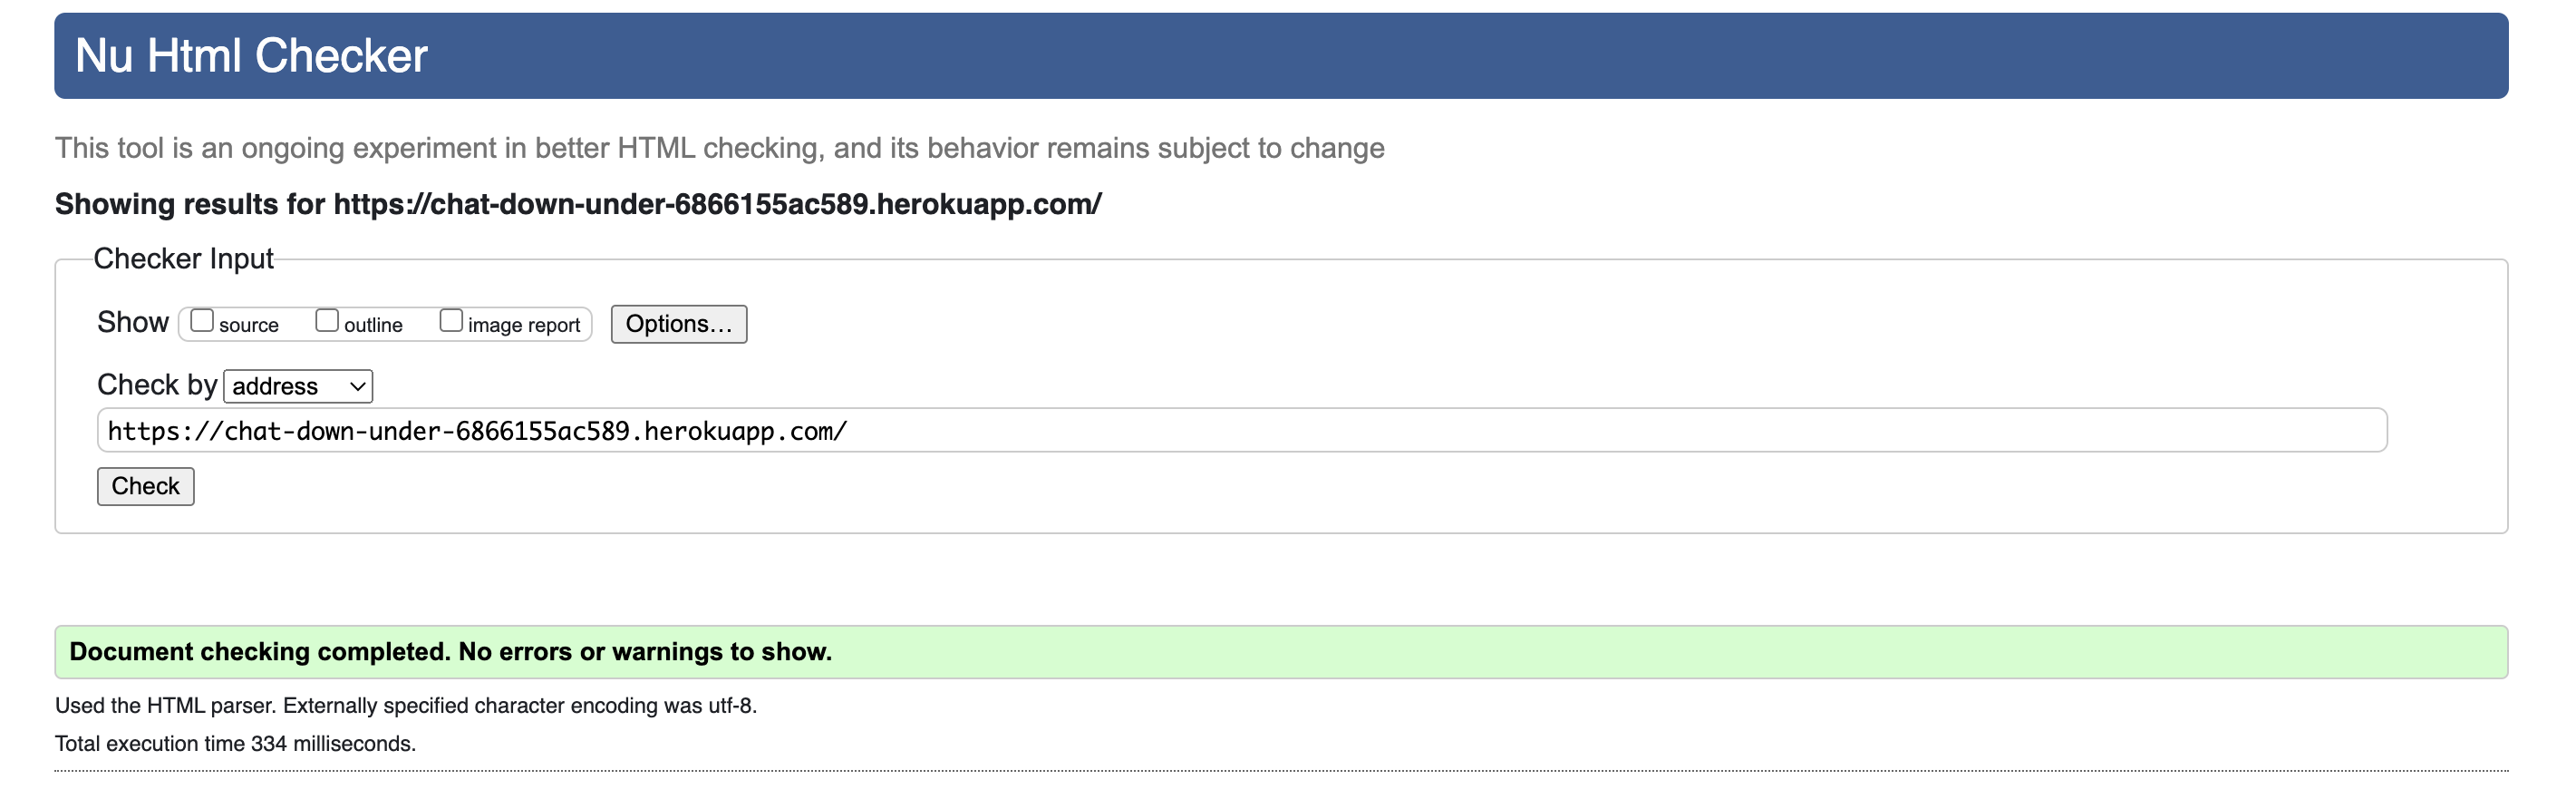 Nu Html Checker
This tool is an ongoing experiment in better HTML checking, and its behavior remains subject to change
Showing results for https://chat-down-under-6866155ac589.herokuapp.com/
Checker Input
Show source outline image report Options...
Check by address
https://chat-down-under-6866155ac589.herokuapp.com/
Check
Document checking completed. No errors or warnings to show.
Used the HTML parser. Externally specified character encoding was utf-8.
Total execution time 334 milliseconds.